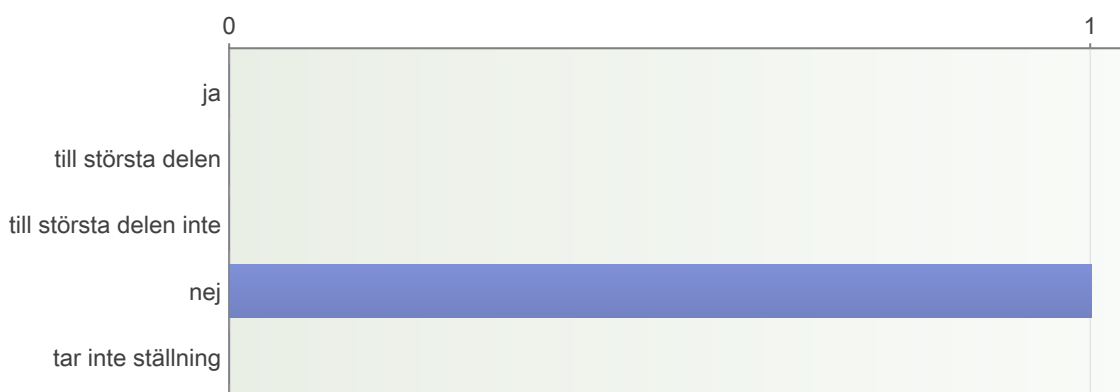 0 1
ja
till största delen
till största delen inte
nej
tar inte ställning